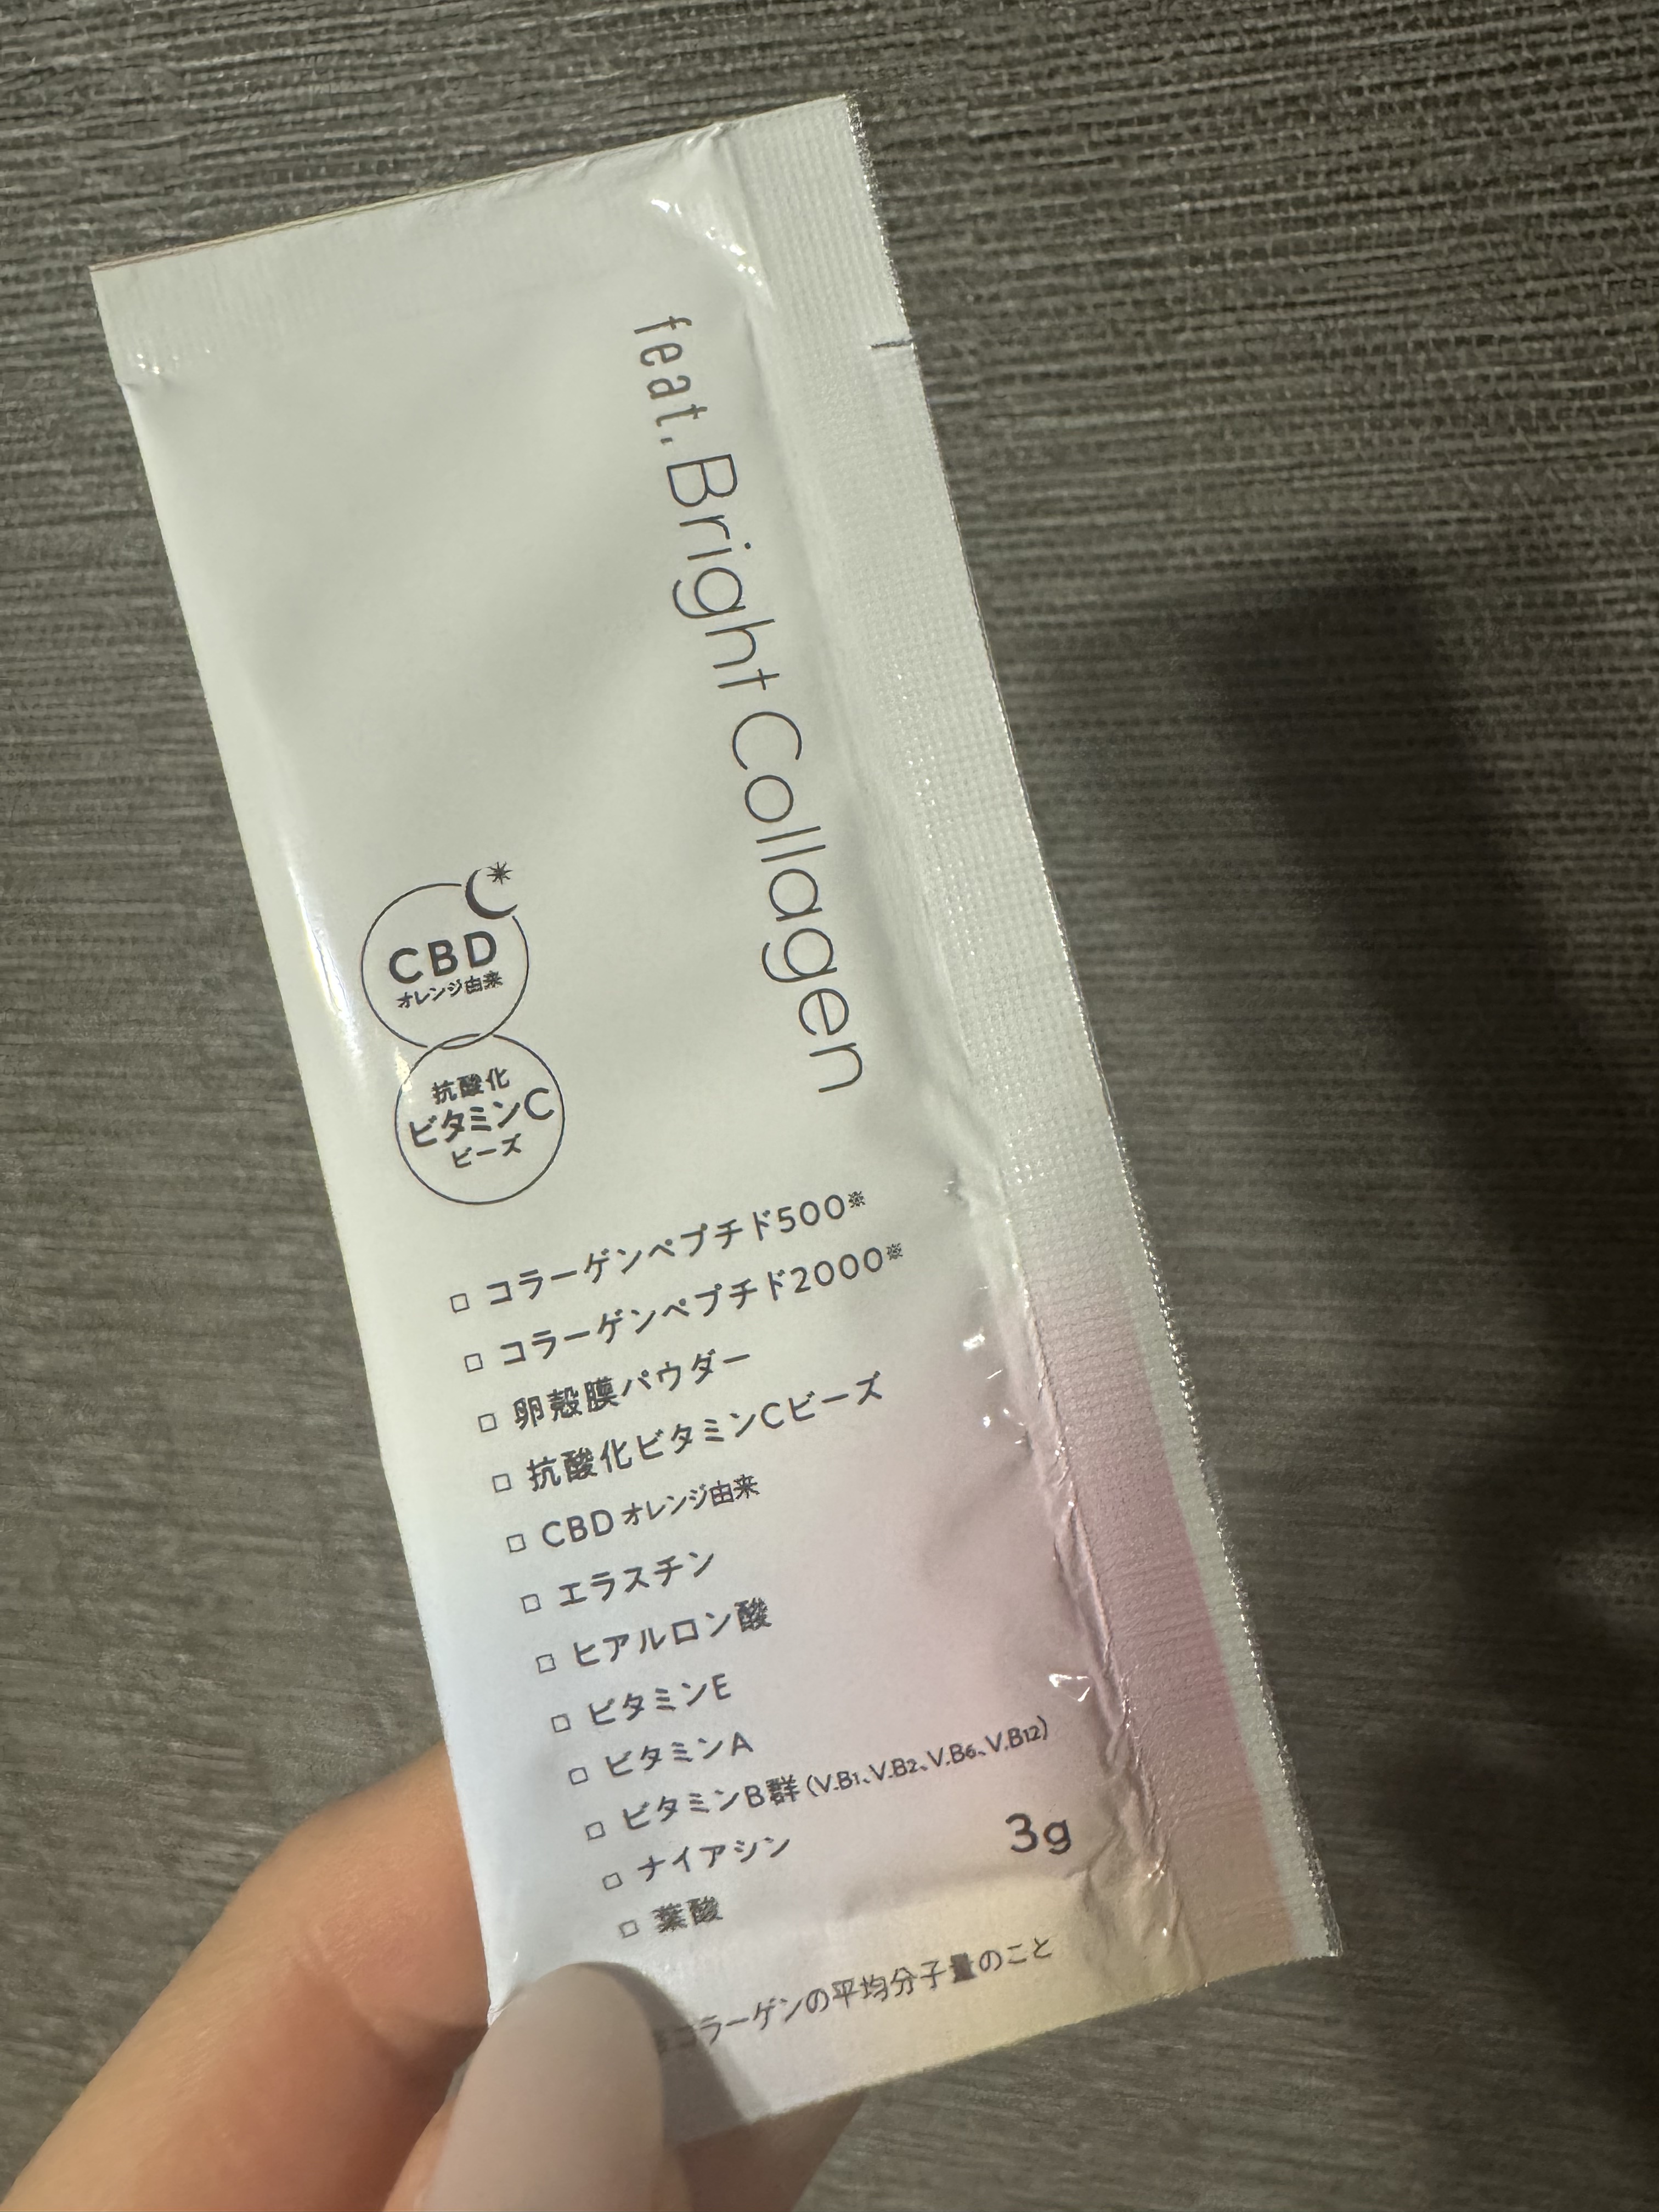 feat. Bright Collagen
CBD
オレンジ由来
抗酸化
ビタミンC
ビーズ
□ コラーゲンペプチド500※
□ コラーゲンペプチド2000※
□ 卵殻膜パウダー
□ 抗酸化ビタミンCビーズ
□ CBD オレンジ由来
□ エラスチン
□ ヒアルロン酸
□ ビタミンE
□ ビタミンA
□ ビタミンB群(V.B1、V.B2、V.B6、V.B12)
□ ナイアシン
□ 葉酸
3g
コラーゲンの平均分子量のこと